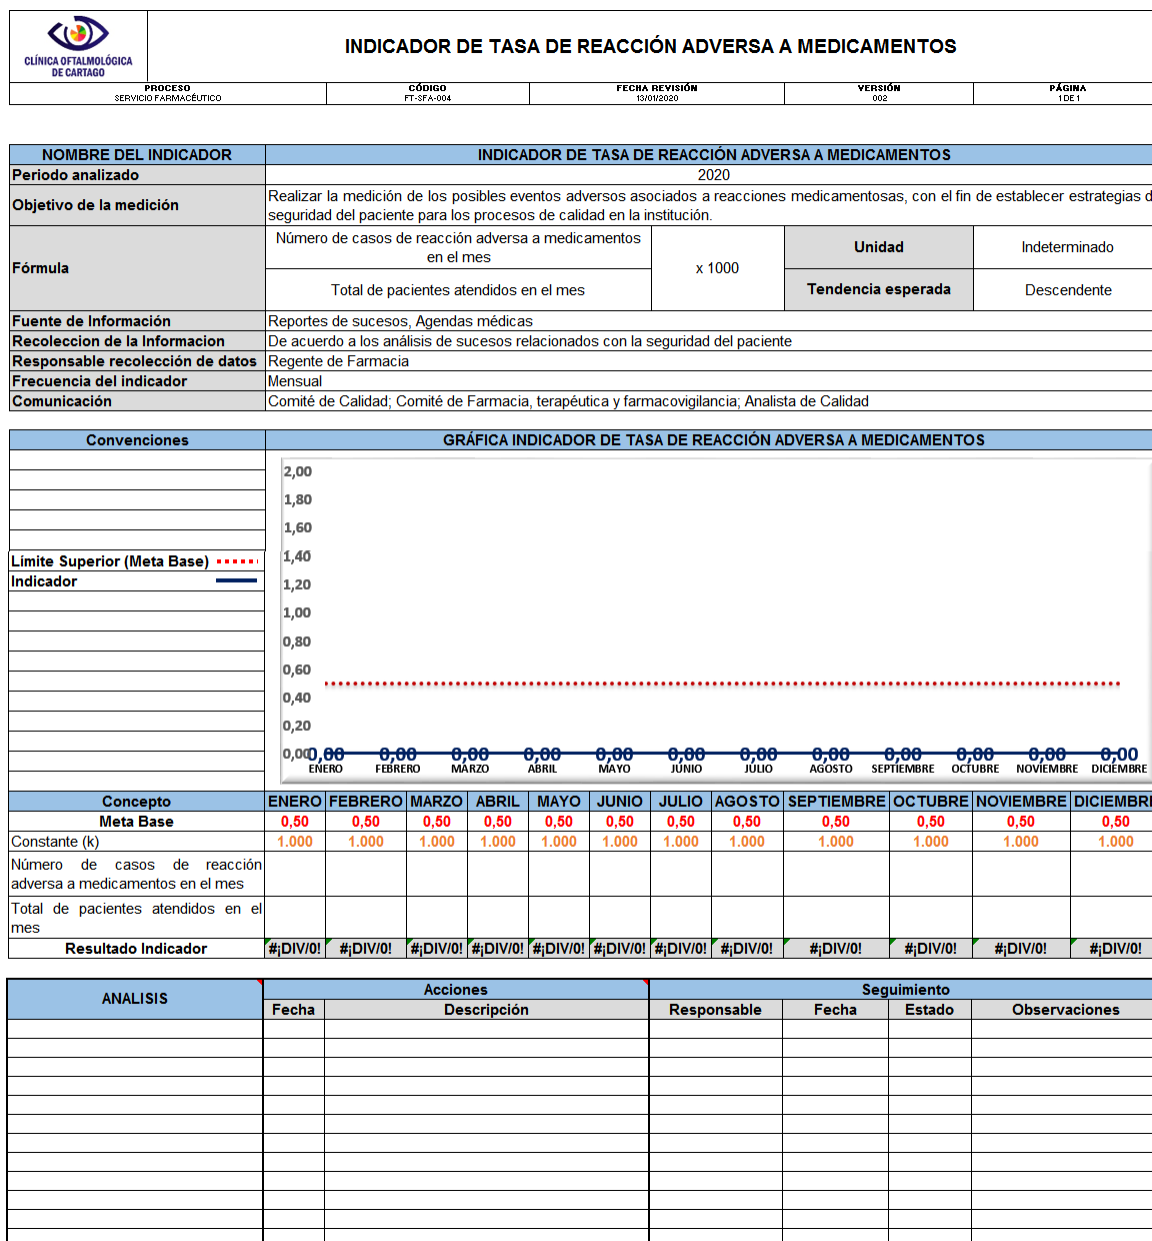 CLÍNICA OFTALMOLÓGICA
DE CARTAGO
INDICADOR DE TASA DE REACCIÓN ADVERSA A MEDICAMENTOS
PROCESO
SERVICIO FARMACÉUTICO
CÓDIGO
FT-SFA-004
FECHA REVISIÓN
13/01/2020
VERSIÓN
002
PÁGINA
1 DE 1
NOMBRE DEL INDICADOR INDICADOR DE TASA DE REACCIÓN ADVERSA A MEDICAMENTOS
Periodo analizado 2020
Objetivo de la medición
Realizar la medición de los posibles eventos adversos asociados a reacciones medicamentosas, con el fin de establecer estrategias d
seguridad del paciente para los procesos de calidad en la institución.
Fórmula
Número de casos de reacción adversa a medicamentos
en el mes
Total de pacientes atendidos en el mes
x 1000
Unidad Indeterminado
Tendencia esperada Descendente
Fuente de Información Reportes de sucesos, Agendas médicas
Recoleccion de la Informacion De acuerdo a los análisis de sucesos relacionados con la seguridad del paciente
Responsable recolección de datos Regente de Farmacia
Frecuencia del indicador Mensual
Comunicación Comité de Calidad; Comité de Farmacia, terapéutica y farmacovigilancia; Analista de Calidad
Convenciones GRÁFICA INDICADOR DE TASA DE REACCIÓN ADVERSA A MEDICAMENTOS
Límite Superior (Meta Base)
Indicador
2,00
1,80
1,60
1,40
1,20
1,00
0,80
0,60
0,40
0,20
0,00
0,00 0,00 0,00 0,00 0,00 0,00 0,00 0,00 0,00 0,00 0,00 0,00
ENERO FEBRERO MARZO ABRIL MAYO JUNIO JULIO AGOSTO SEPTIEMBRE OCTUBRE NOVIEMBRE DICIEMBRE
Concepto ENERO FEBRERO MARZO ABRIL MAYO JUNIO JULIO AGOSTO SEPTIEMBRE OCTUBRE NOVIEMBRE DICIEMBRE
Meta Base 0,50 0,50 0,50 0,50 0,50 0,50 0,50 0,50 0,50 0,50 0,50 0,50
Constante (k) 1.000 1.000 1.000 1.000 1.000 1.000 1.000 1.000 1.000 1.000 1.000 1.000
Número de casos de reacción
adversa a medicamentos en el mes
Total de pacientes atendidos en el
mes
Resultado Indicador #¡DIV/0! #¡DIV/0! #¡DIV/0! #¡DIV/0! #¡DIV/0! #¡DIV/0! #¡DIV/0! #¡DIV/0! #¡DIV/0! #¡DIV/0! #¡DIV/0! #¡DIV/0!
ANALISIS Acciones Seguimiento
Fecha Descripción Responsable Fecha Estado Observaciones